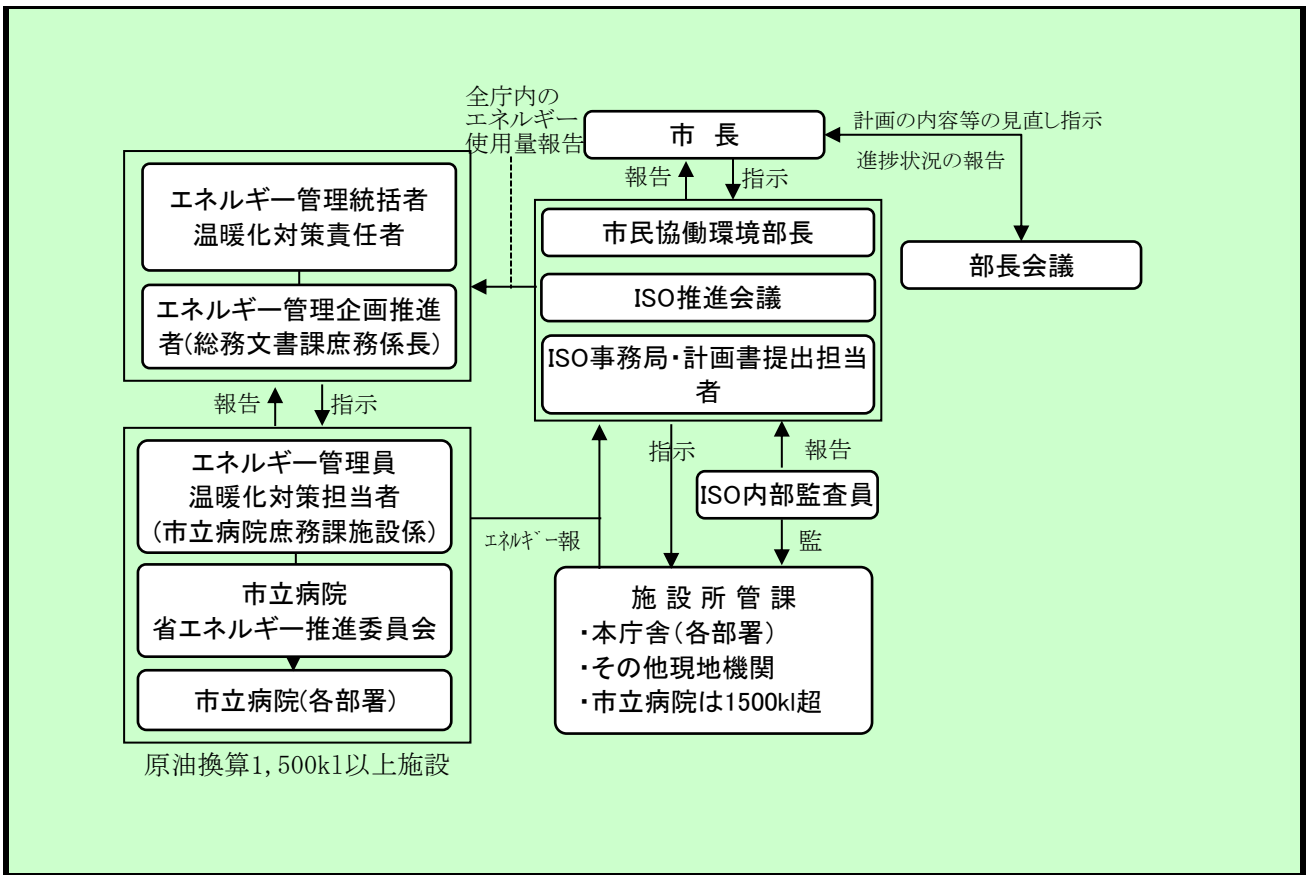 全庁内の
エネルギー
使用量報告
市 長
計画の内容等の見直し指示
進捗状況の報告
報告
指示
エネルギー管理統括者
温暖化対策責任者
市民協働環境部長
部長会議
ISO推進会議
エネルギー管理企画推進
者(総務文書課庶務係長)
ISO事務局・計画書提出担当
者
報告
指示
指示
報告
エネルギー管理員
温暖化対策担当者
(市立病院庶務課施設係)
ISO内部監査員
ｴﾈﾙｷﾞｰ報
監
市立病院
省エネルギー推進委員会
施 設 所 管 課
・本庁舎(各部署)
・その他現地機関
・市立病院は1500kl超
市立病院(各部署)
原油換算1,500kl以上施設